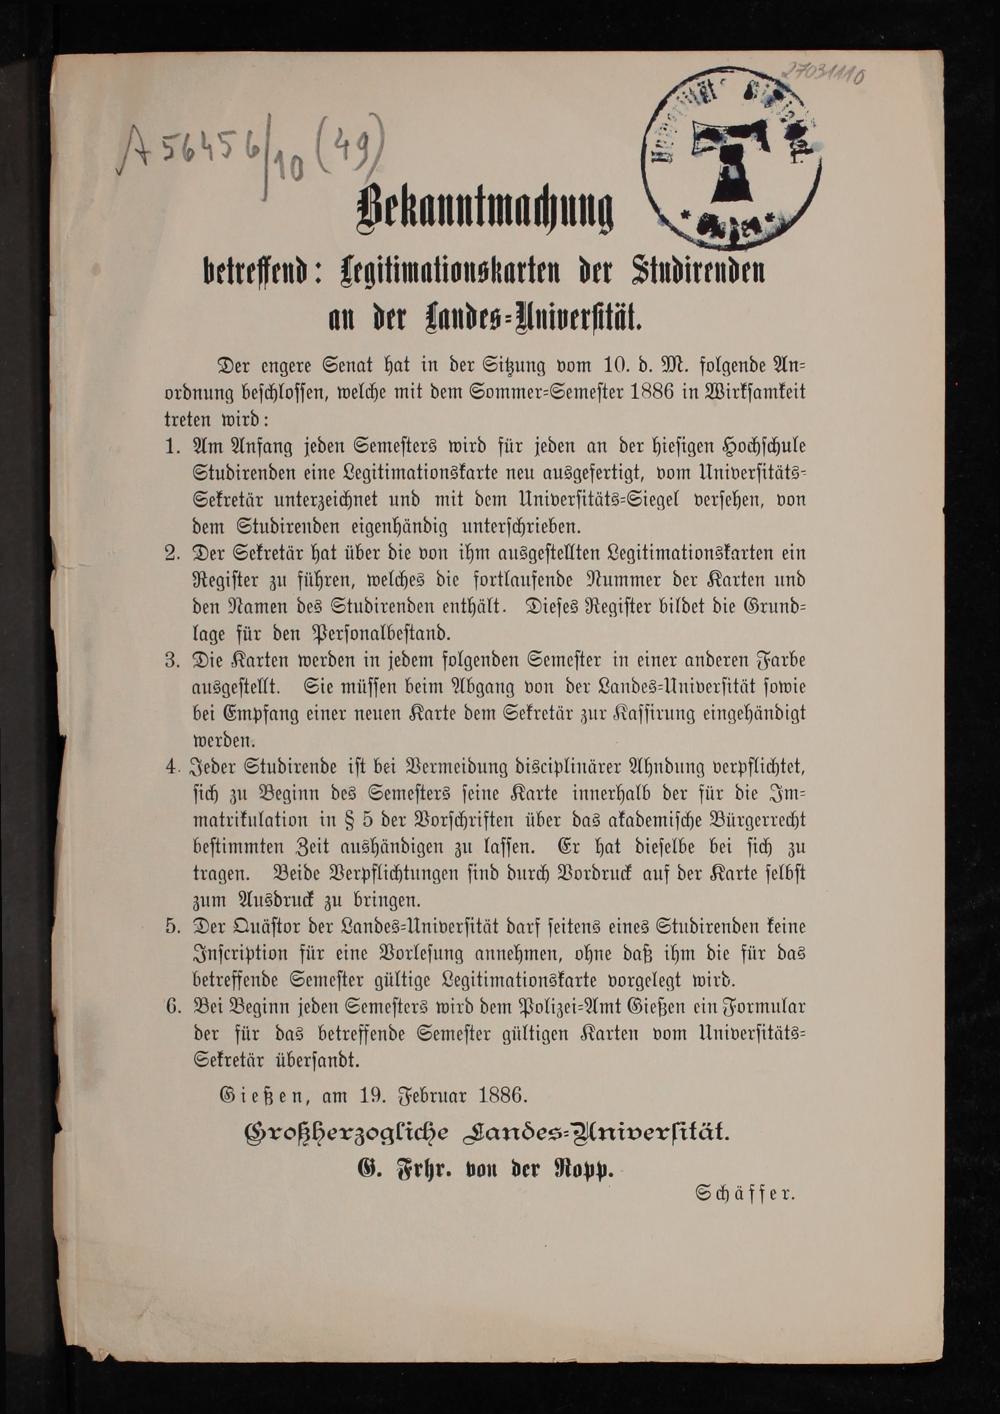 27031110
A 56456/10 (49)
Universitäts Bibliothek.
* Giessen *
Bekanntmachung
betreffend: Legitimationskarten der Studirenden
an der Landes=Universität.
Der engere Senat hat in der Sitzung vom 10. d. M. folgende An=
ordnung beschlossen, welche mit dem Sommer=Semester 1886 in Wirksamkeit
treten wird:
1. Am Anfang jeden Semesters wird für jeden an der hiesigen Hochschule
Studirenden eine Legitimationskarte neu ausgefertigt, vom Universitäts=
Sekretär unterzeichnet und mit dem Universitäts=Siegel versehen, von
dem Studirenden eigenhändig unterschrieben.
2. Der Sekretär hat über die von ihm ausgestellten Legitimationskarten ein
Register zu führen, welches die fortlaufende Nummer der Karten und
den Namen des Studirenden enthält. Dieses Register bildet die Grund=
lage für den Personalbestand.
3. Die Karten werden in jedem folgenden Semester in einer anderen Farbe
ausgestellt. Sie müssen beim Abgang von der Landes=Universität sowie
bei Empfang einer neuen Karte dem Sekretär zur Kassirung eingehändigt
werden.
4. Jeder Studirende ist bei Vermeidung disciplinärer Ahndung verpflichtet,
sich zu Beginn des Semesters seine Karte innerhalb der für die Im=
matrikulation in § 5 der Vorschriften über das akademische Bürgerrecht
bestimmten Zeit aushändigen zu lassen. Er hat dieselbe bei sich zu
tragen. Beide Verpflichtungen sind durch Vordruck auf der Karte selbst
zum Ausdruck zu bringen.
5. Der Quästor der Landes=Universität darf seitens eines Studirenden keine
Inscription für eine Vorlesung annehmen, ohne daß ihm die für das
betreffende Semester gültige Legitimationskarte vorgelegt wird.
6. Bei Beginn jeden Semesters wird dem Polizei=Amt Gießen ein Formular
der für das betreffende Semester gültigen Karten vom Universitäts=
Sekretär übersandt.
Gießen, am 19. Februar 1886.
Großherzogliche Landes=Universität.
G. Frhr. von der Ropp.
Schäffer.